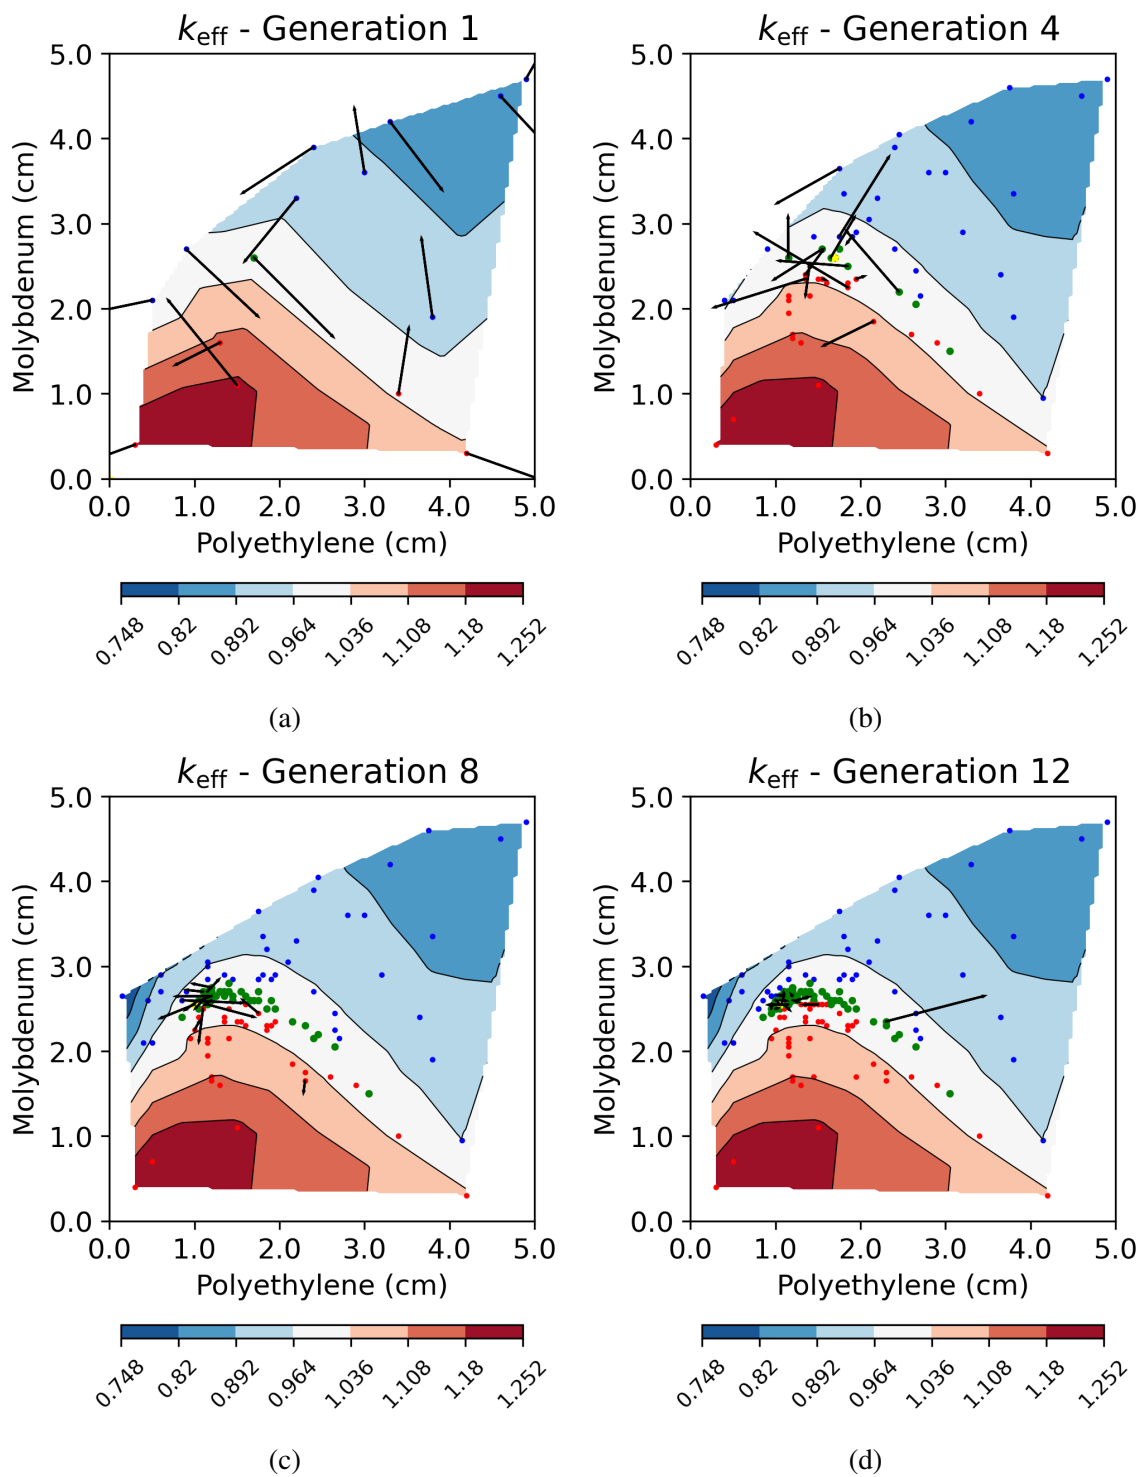 k_eff - Generation 1
5.0
4.0
3.0
2.0
1.0
0.0
Molybdenum (cm)
0.0 1.0 2.0 3.0 4.0 5.0
Polyethylene (cm)
0.748 0.82 0.892 0.964 1.036 1.108 1.18 1.252
(a)
k_eff - Generation 4
5.0
4.0
3.0
2.0
1.0
0.0
Molybdenum (cm)
0.0 1.0 2.0 3.0 4.0 5.0
Polyethylene (cm)
0.748 0.82 0.892 0.964 1.036 1.108 1.18 1.252
(b)
k_eff - Generation 8
5.0
4.0
3.0
2.0
1.0
0.0
Molybdenum (cm)
0.0 1.0 2.0 3.0 4.0 5.0
Polyethylene (cm)
0.748 0.82 0.892 0.964 1.036 1.108 1.18 1.252
(c)
k_eff - Generation 12
5.0
4.0
3.0
2.0
1.0
0.0
Molybdenum (cm)
0.0 1.0 2.0 3.0 4.0 5.0
Polyethylene (cm)
0.748 0.82 0.892 0.964 1.036 1.108 1.18 1.252
(d)